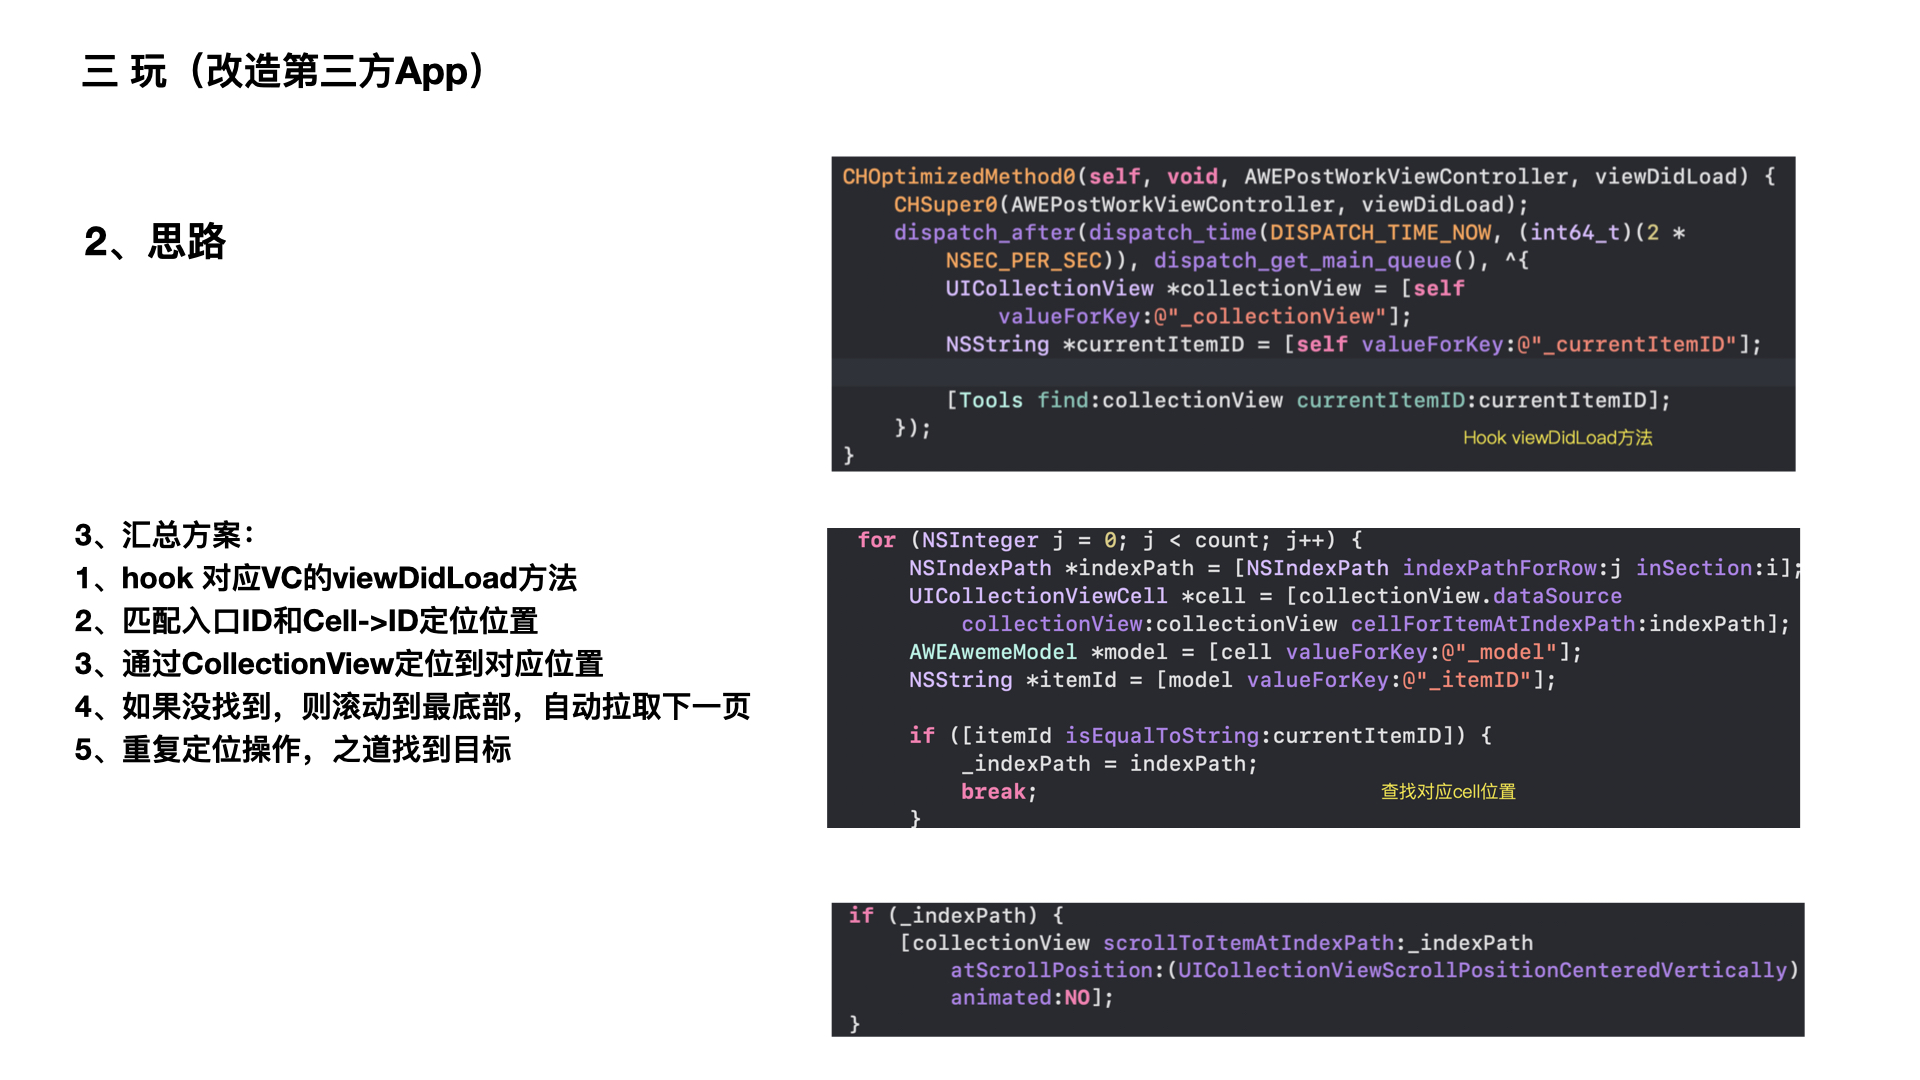 三 玩（改造第三方App）
2、思路
3、汇总方案：
1、hook 对应VC的viewDidLoad方法
2、匹配入口ID和Cell->ID定位位置
3、通过CollectionView定位到对应位置
4、如果没找到，则滚动到最底部，自动拉取下一页
5、重复定位操作，之道找到目标
CHOptimizedMethod0(self, void, AWEPostWorkViewController, viewDidLoad) {
CHSuper0(AWEPostWorkViewController, viewDidLoad);
dispatch_after(dispatch_time(DISPATCH_TIME_NOW, (int64_t)(2 *
NSEC_PER_SEC)), dispatch_get_main_queue(), ^{
UICollectionView *collectionView = [self
valueForKey:@"_collectionView"];
NSString *currentItemID = [self valueForKey:@"_currentItemID"];
[Tools find:collectionView currentItemID:currentItemID];
});
Hook viewDidLoad方法
}
for (NSInteger j = 0; j < count; j++) {
NSIndexPath *indexPath = [NSIndexPath indexPathForRow:j inSection:i];
UICollectionViewCell *cell = [collectionView.dataSource
collectionView:collectionView cellForItemAtIndexPath:indexPath];
AWEAwemeModel *model = [cell valueForKey:@"_model"];
NSString *itemId = [model valueForKey:@"_itemID"];
if ([itemId isEqualToString:currentItemID]) {
_indexPath = indexPath;
break;
查找对应cell位置
}
if (_indexPath) {
[collectionView scrollToItemAtIndexPath:_indexPath
atScrollPosition:(UICollectionViewScrollPositionCenteredVertically)
animated:NO];
}